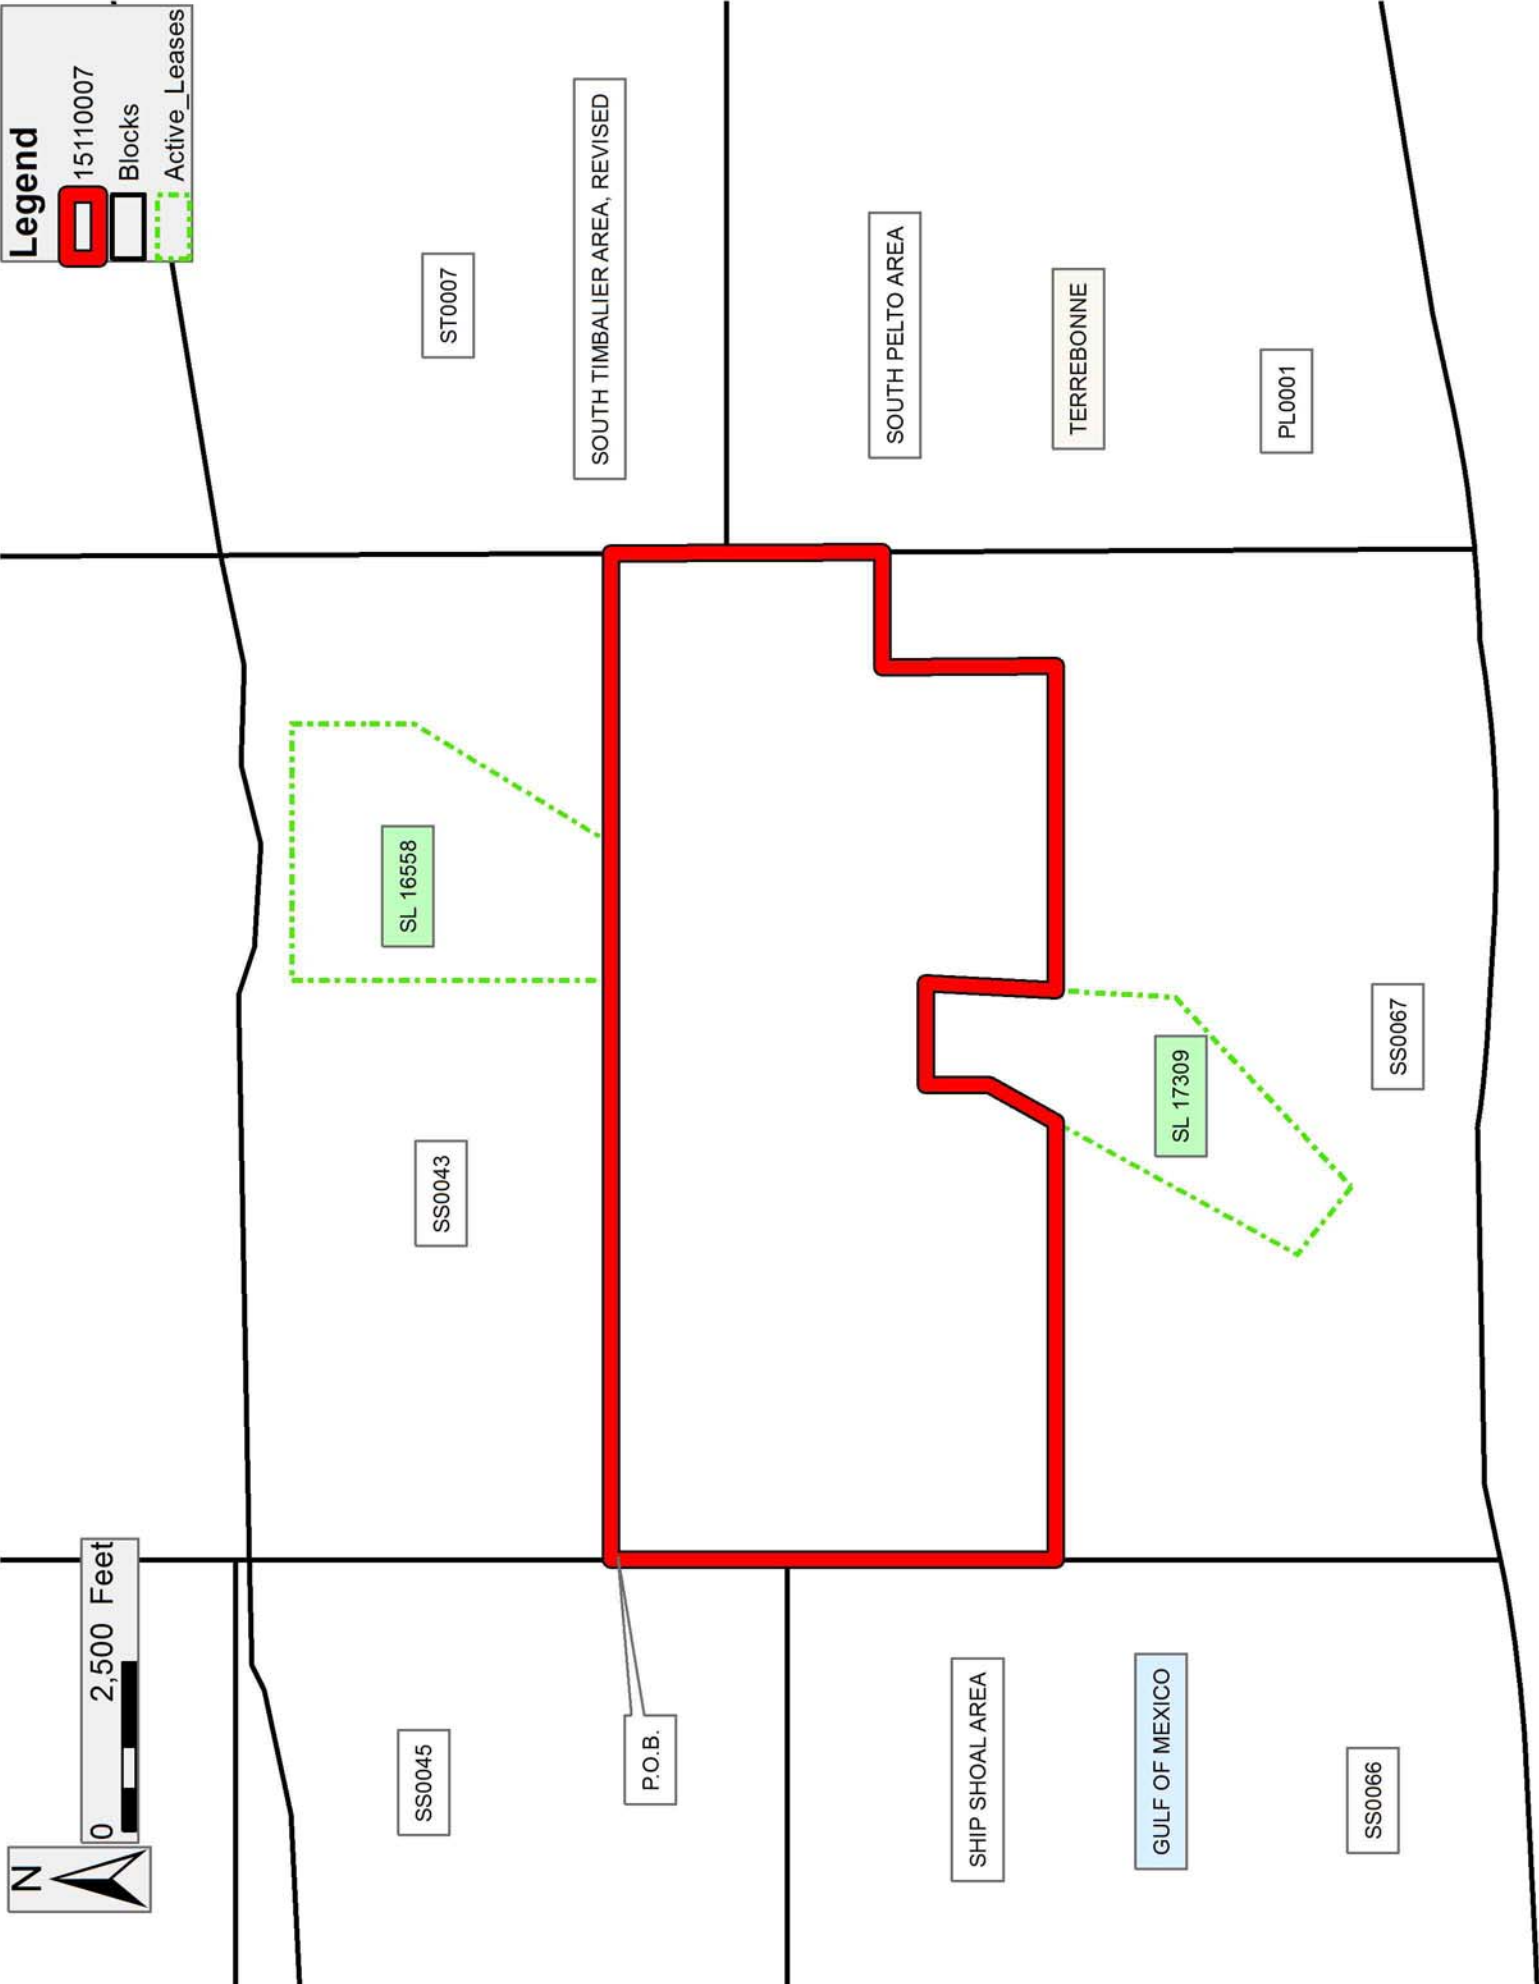 Legend
15110007
Blocks
Active_Leases
N
0 2,500 Feet
SS0045
SS0043
SL 16558
ST0007
SOUTH TIMBALIER AREA, REVISED
P.O.B.
SHIP SHOAL AREA
SOUTH PELTO AREA
GULF OF MEXICO
SL 17309
TERREBONNE
SS0066
SS0067
PL0001